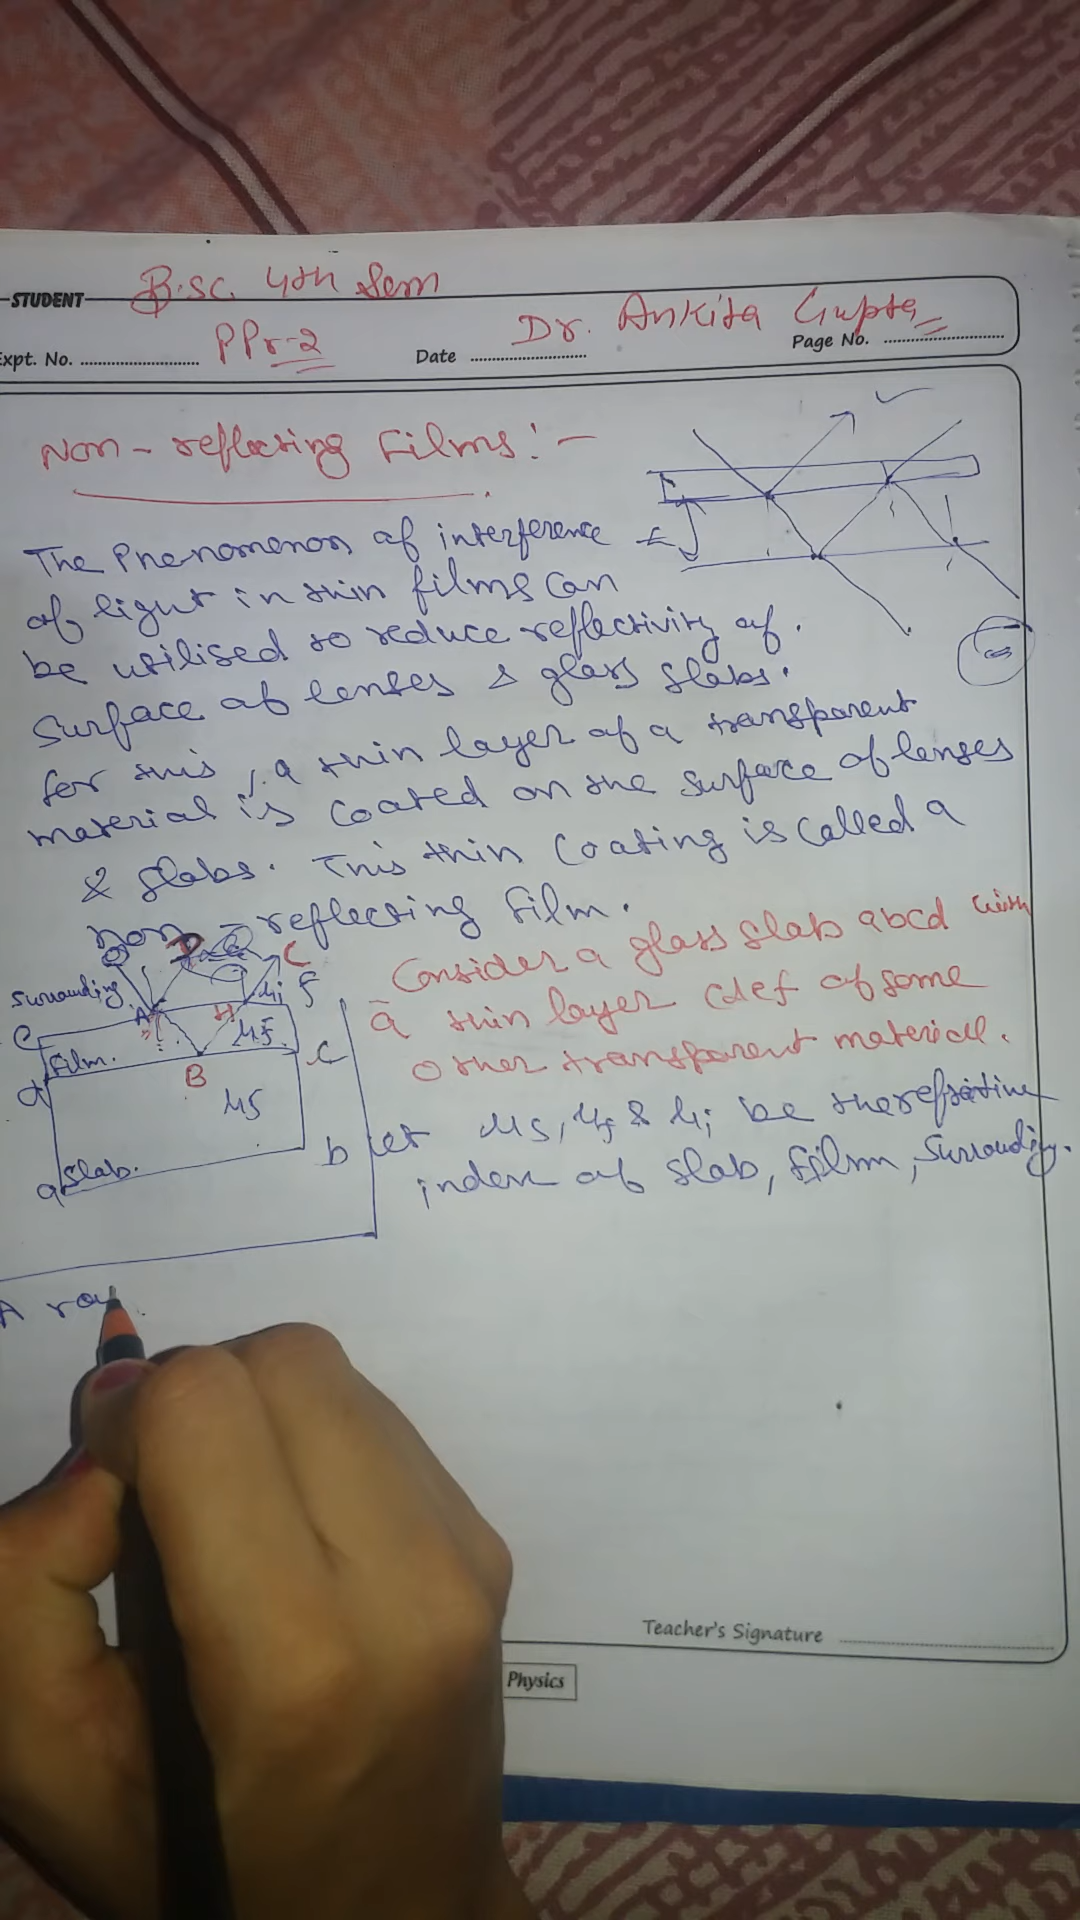 B.sc. 4th Sem
STUDENT
PPr-2
Dr. Ankita Gupta
Expt. No.
Date
Page No.
Non-reflecting Films:-
The Phenomenon of interference
of light in thin films can
be utilised to reduce reflectivity of
Surface of lenses & glass slabs.
for this, a thin layer of a transparent
material is coated on the surface of lenses
& slabs. This thin coating is called a
non-reflecting film.
t
D
C
Surrounding
A
H
μi
f
e
film.
μf
B
c
d
μs
a
slab.
b
Consider a glass slab abcd with
a thin layer cdef of some
other transparent material.
let μs, μf & μi be the refrative
index of slab, film, Surrouding.
A ray
Teacher's Signature
Physics